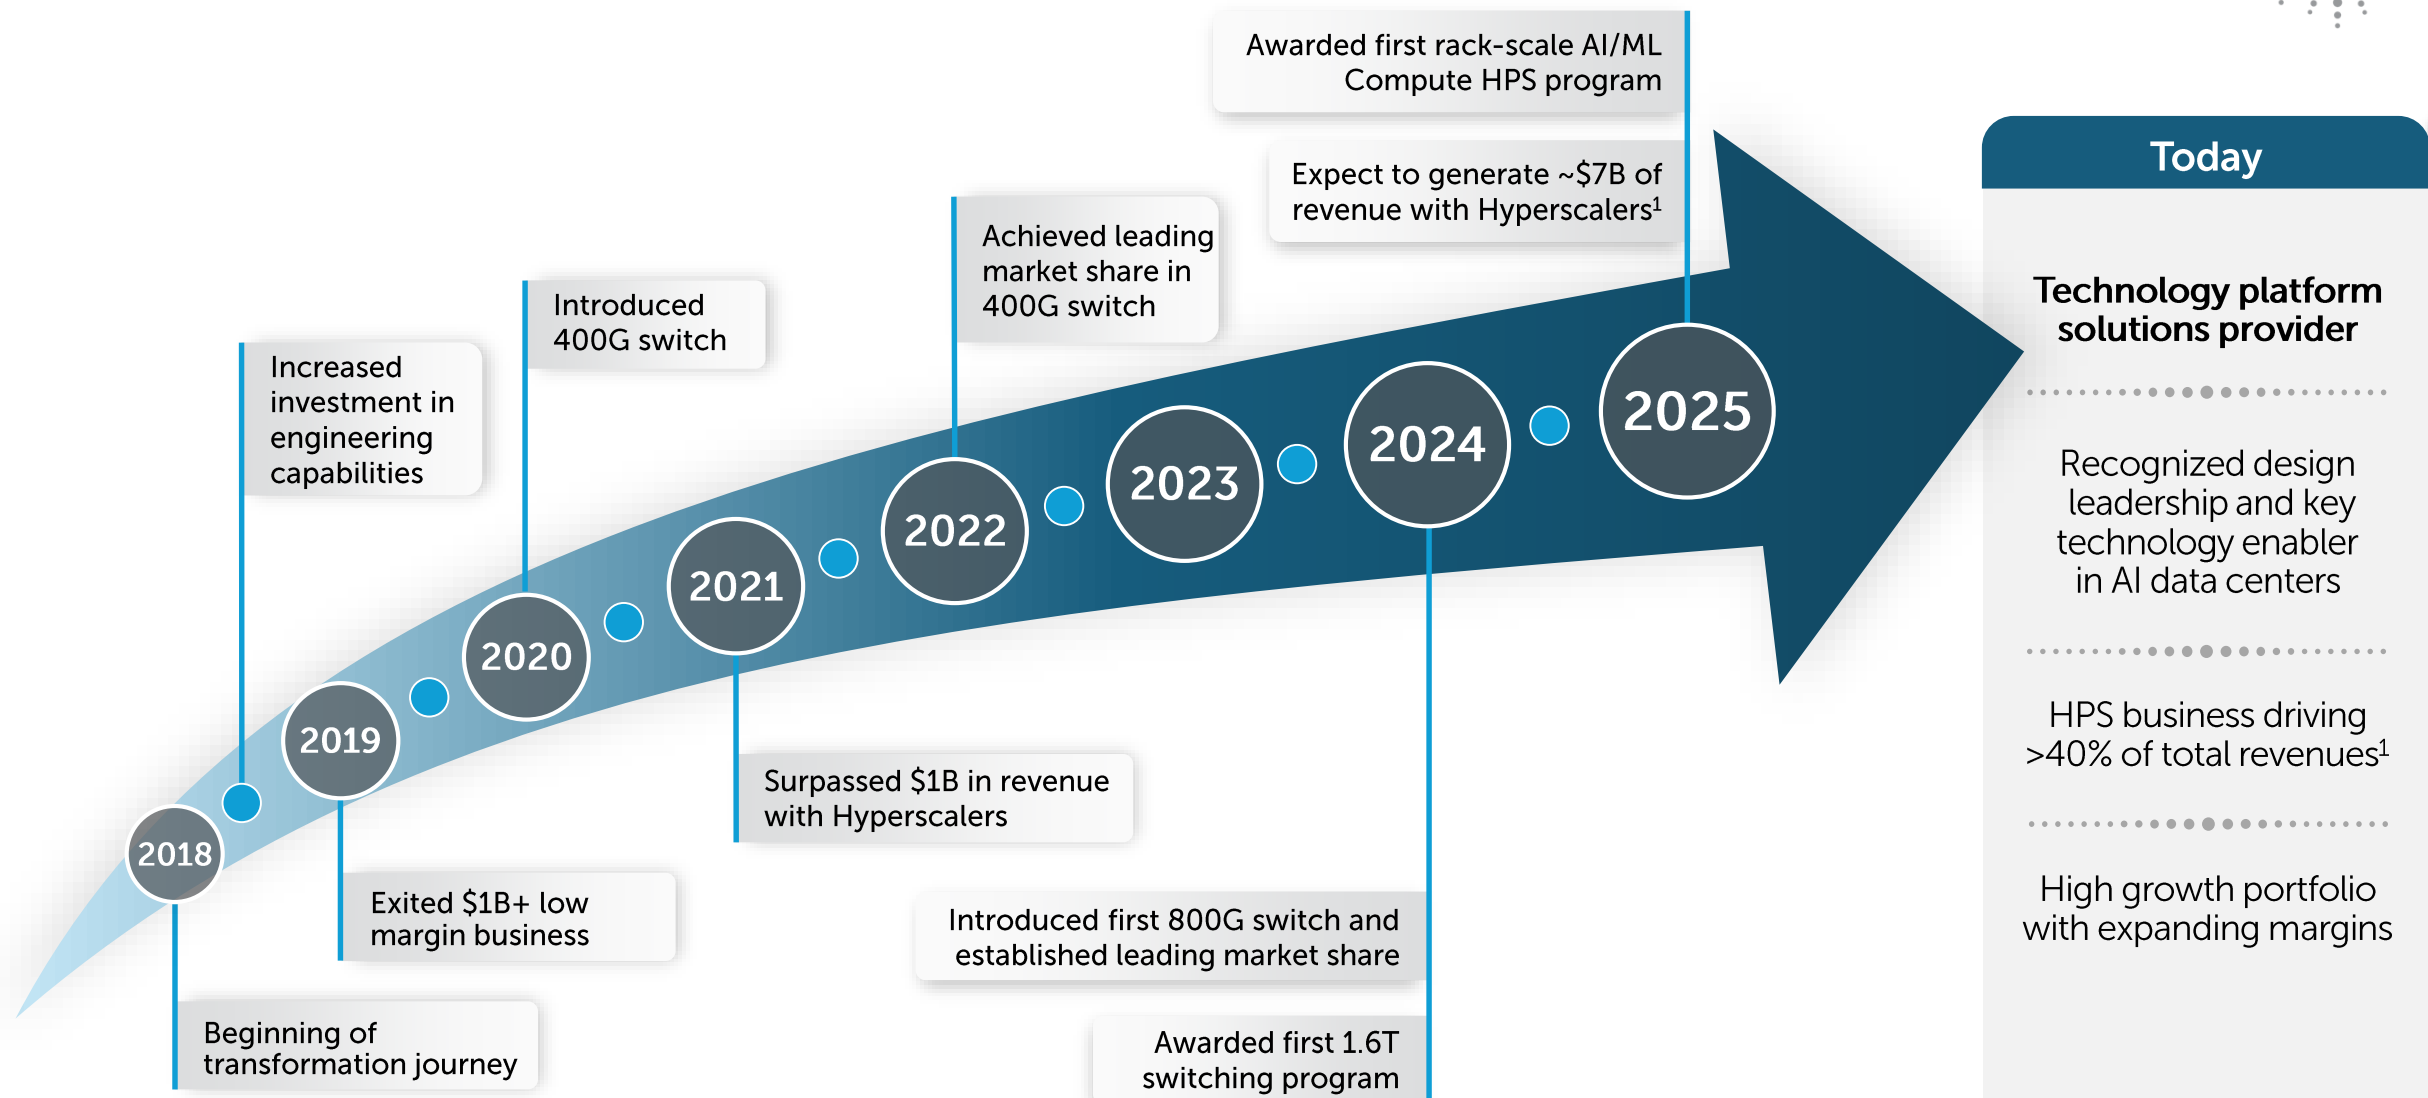 Awarded first rack-scale AI/ML
Compute HPS program
Expect to generate ~$7B of
revenue with Hyperscalers¹
Achieved leading
market share in
400G switch
Introduced
400G switch
Increased
investment in
engineering
capabilities
2018
2019
2020
2021
2022
2023
2024
2025
Surpassed $1B in revenue
with Hyperscalers
Exited $1B+ low
margin business
Beginning of
transformation journey
Introduced first 800G switch and
established leading market share
Awarded first 1.6T
switching program
Today
Technology platform
solutions provider
Recognized design
leadership and key
technology enabler
in AI data centers
HPS business driving
>40% of total revenues¹
High growth portfolio
with expanding margins